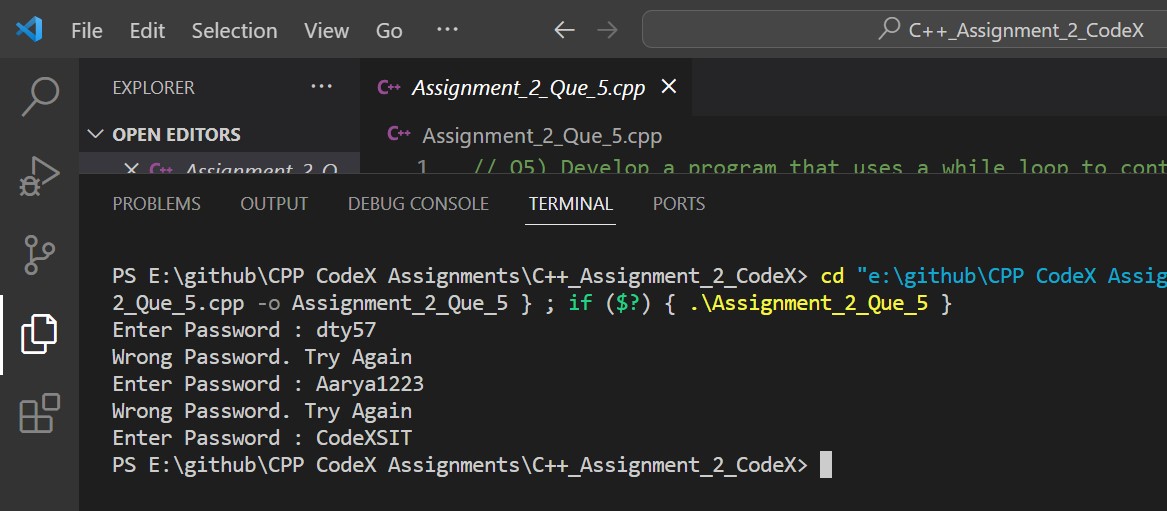 File Edit Selection View Go ··· C++_Assignment_2_CodeX
EXPLORER ··· C++ Assignment_2_Que_5.cpp
OPEN EDITORS C++ Assignment_2_Que_5.cpp
C++ Assignment_2_Q 1 // Q5) Develop a program that uses a while loop to cont
PROBLEMS OUTPUT DEBUG CONSOLE TERMINAL PORTS
PS E:\github\CPP CodeX Assignments\C++_Assignment_2_CodeX> cd "e:\github\CPP CodeX Assig
2_Que_5.cpp -o Assignment_2_Que_5 } ; if ($?) { .\Assignment_2_Que_5 }
Enter Password : dty57
Wrong Password. Try Again
Enter Password : Aarya1223
Wrong Password. Try Again
Enter Password : CodeXSIT
PS E:\github\CPP CodeX Assignments\C++_Assignment_2_CodeX>